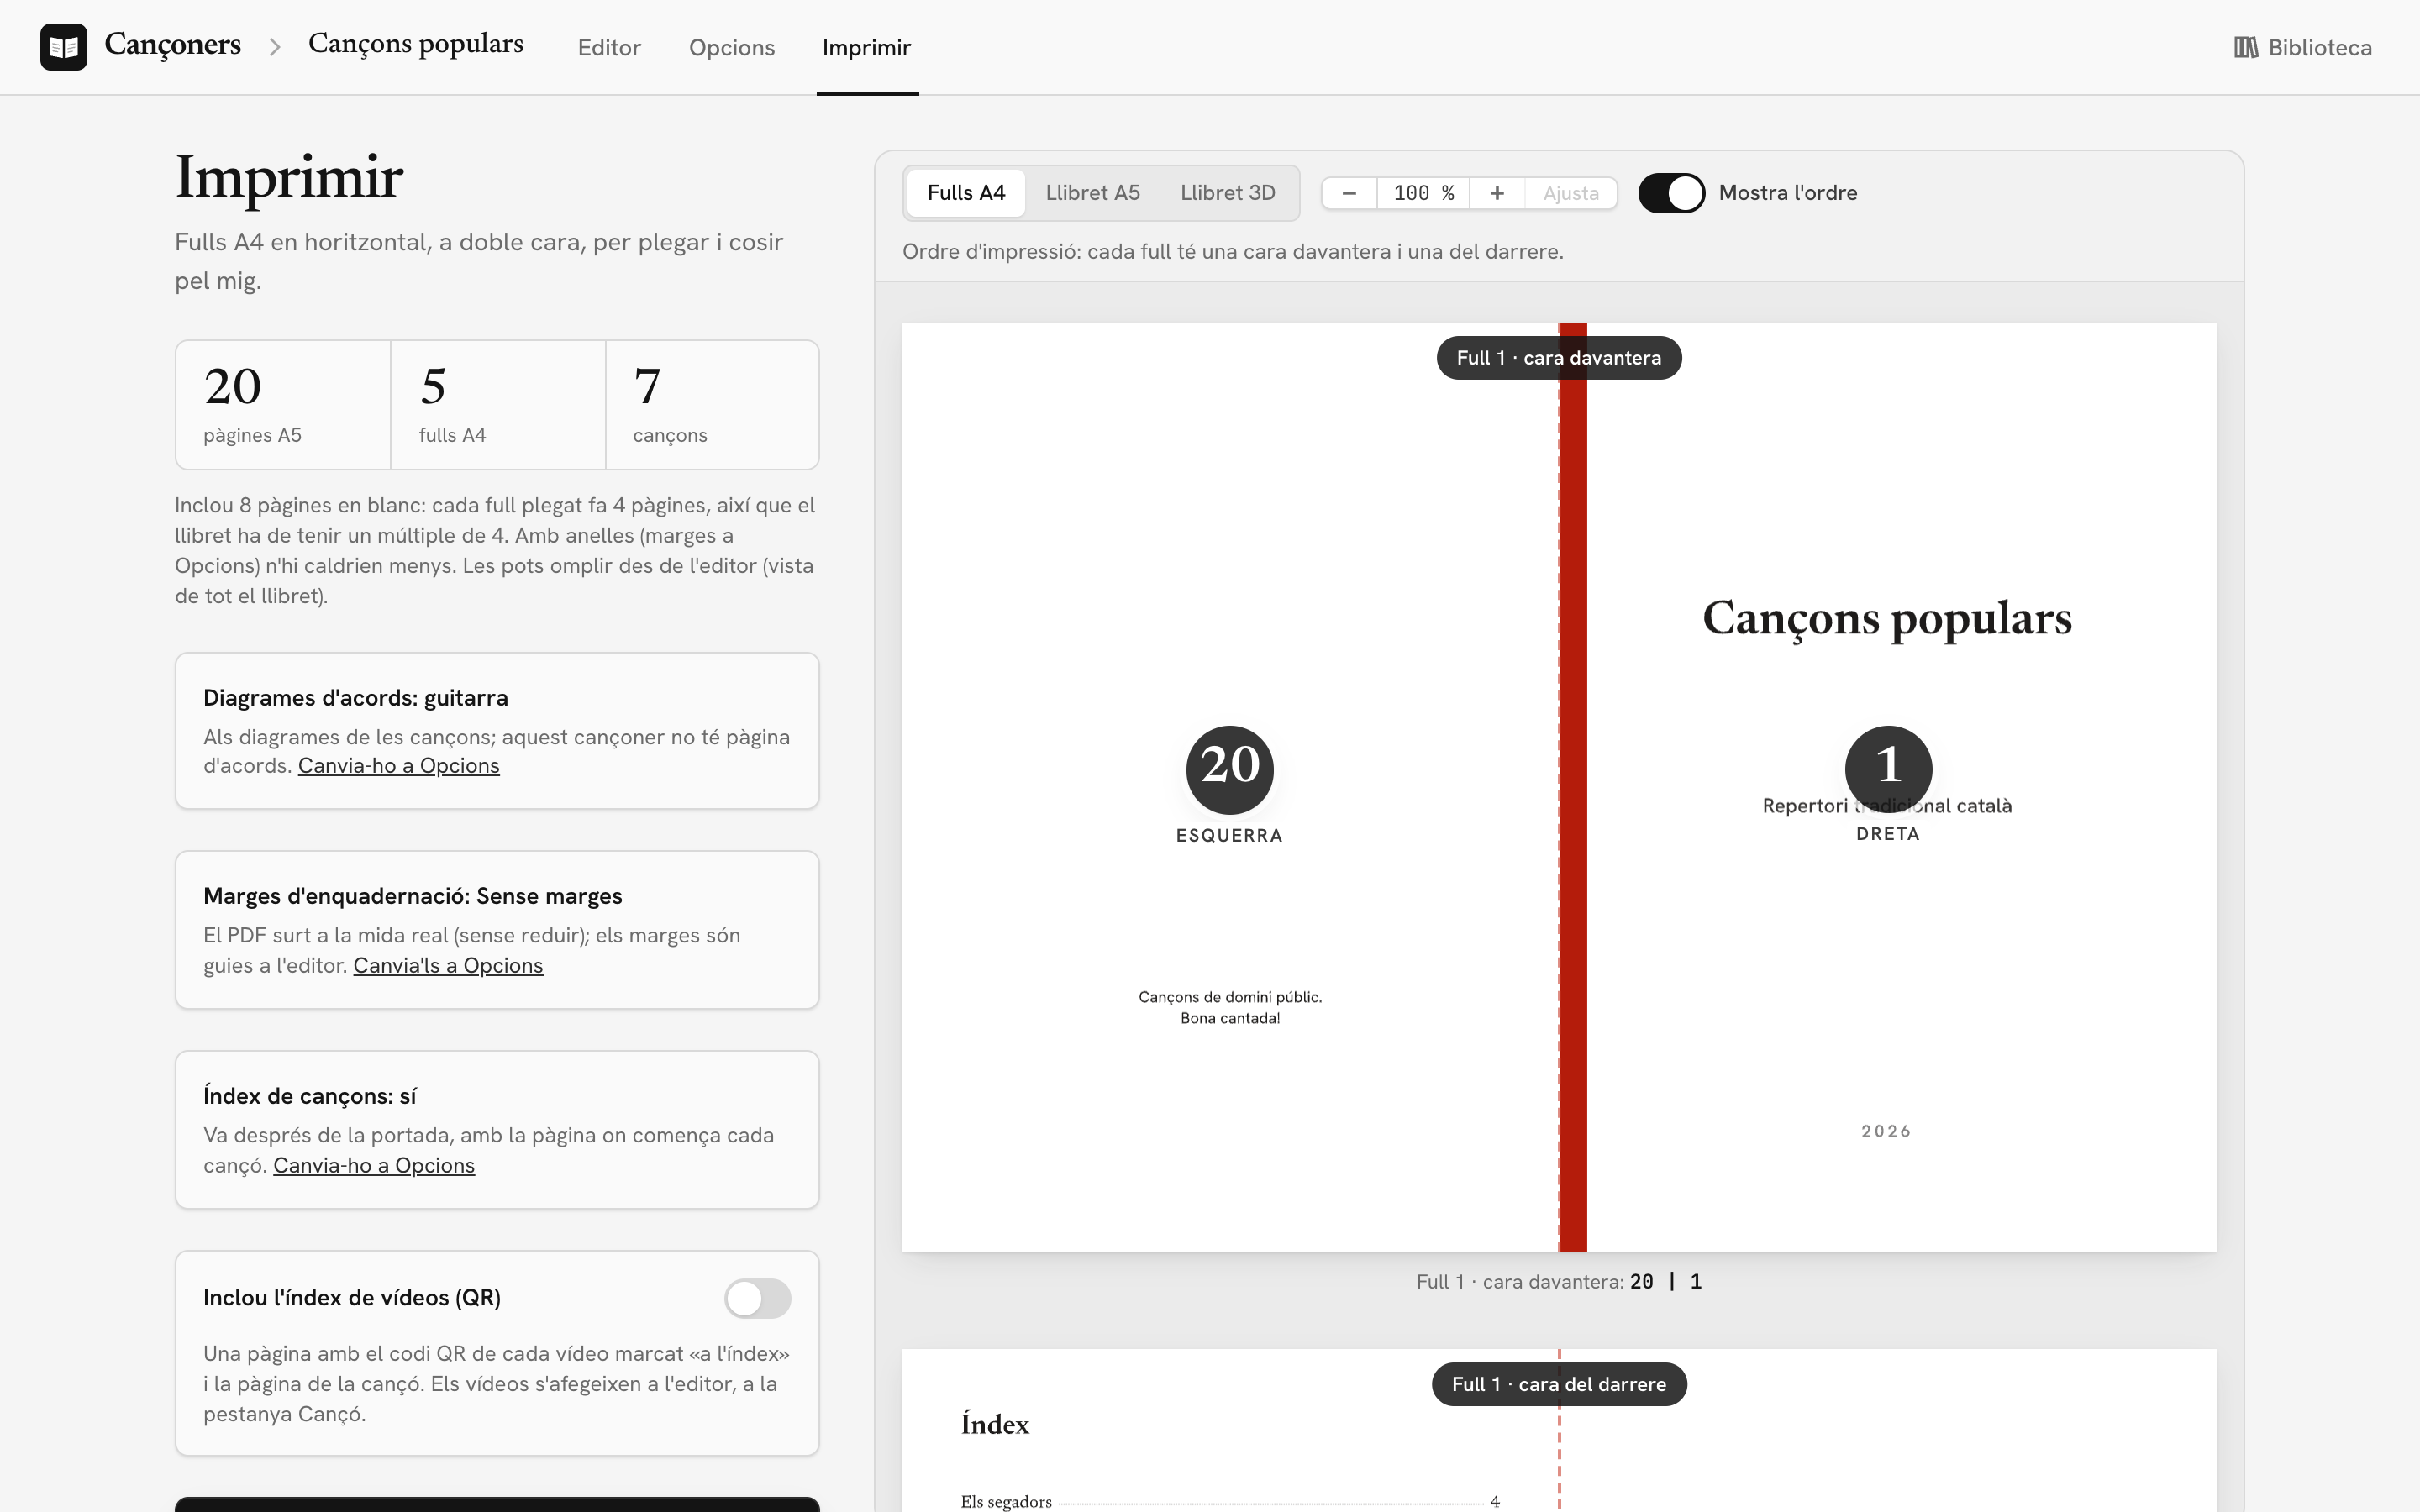 Cançoners
Cançons populars
Editor
Opcions
Imprimir
Biblioteca
Imprimir
Fulls A4 en horitzontal, a doble cara, per plegar i cosir
pel mig.
20
pàgines A5
5
fulls A4
7
cançons
Inclou 8 pàgines en blanc: cada full plegat fa 4 pàgines, així que el
llibret ha de tenir un múltiple de 4. Amb anelles (marges a
Opcions) n'hi caldrien menys. Les pots omplir des de l'editor (vista
de tot el llibret).
Diagrames d'acords: guitarra
Als diagrames de les cançons; aquest cançoner no té pàgina
d'acords. Canvia-ho a Opcions
Marges d'enquadernació: Sense marges
El PDF surt a la mida real (sense reduir); els marges són
guies a l'editor. Canvia'ls a Opcions
Índex de cançons: sí
Va després de la portada, amb la pàgina on comença cada
cançó. Canvia-ho a Opcions
Inclou l'índex de vídeos (QR)
Una pàgina amb el codi QR de cada vídeo marcat «a l'índex»
i la pàgina de la cançó. Els vídeos s'afegeixen a l'editor, a la
pestanya Cançó.
Fulls A4
Llibret A5
Llibret 3D
− 100 % + Ajusta
Mostra l'ordre
Ordre d'impressió: cada full té una cara davantera i una del darrere.
Full 1 · cara davantera
20
ESQUERRA
Cançons de domini públic.
Bona cantada!
Cançons populars
1
Repertori tradicional català
DRETA
2026
Full 1 · cara davantera: 20 | 1
Full 1 · cara del darrere
Índex
Els segadors 4